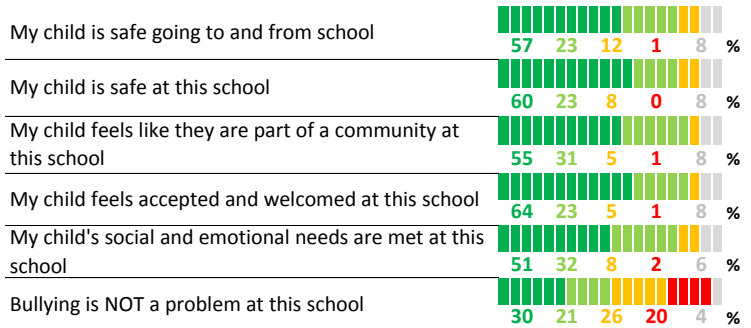 My child is safe going to and from school
57 23 12 1 8 %
My child is safe at this school
60 23 8 0 8 %
My child feels like they are part of a community at
this school
55 31 5 1 8 %
My child feels accepted and welcomed at this school
64 23 5 1 8 %
My child's social and emotional needs are met at this
school
51 32 8 2 6 %
Bullying is NOT a problem at this school
30 21 26 20 4 %